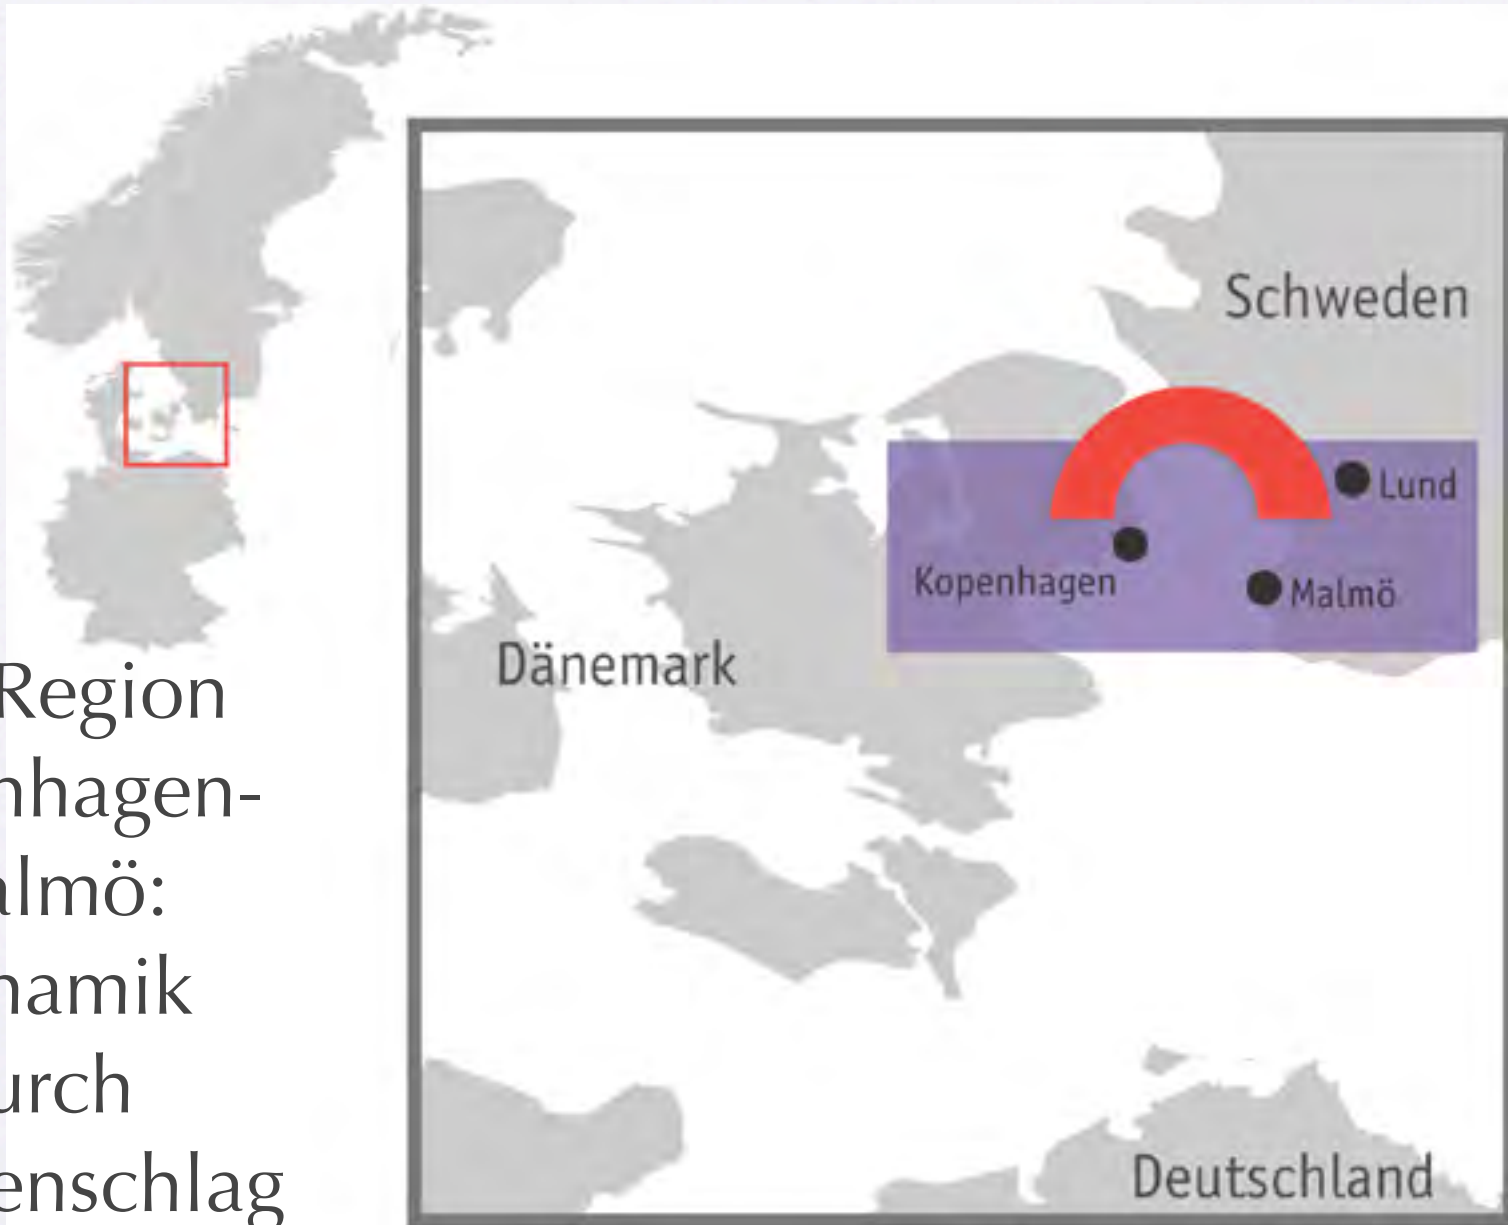 Region
nhagen-
almö:
namik
urch
enschlag
Schweden
Lund
Kopenhagen
Malmö
Dänemark
Deutschland